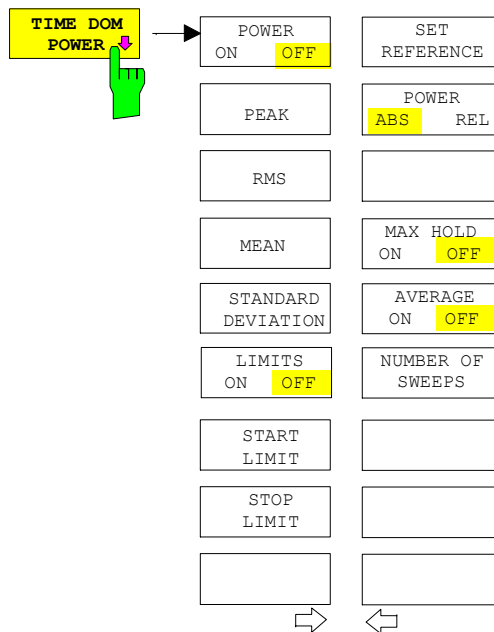 TIME DOM
POWER
POWER
ON OFF
PEAK
RMS
MEAN
STANDARD
DEVIATION
LIMITS
ON OFF
START
LIMIT
STOP
LIMIT
SET
REFERENCE
POWER
ABS REL
MAX HOLD
ON OFF
AVERAGE
ON OFF
NUMBER OF
SWEEPS